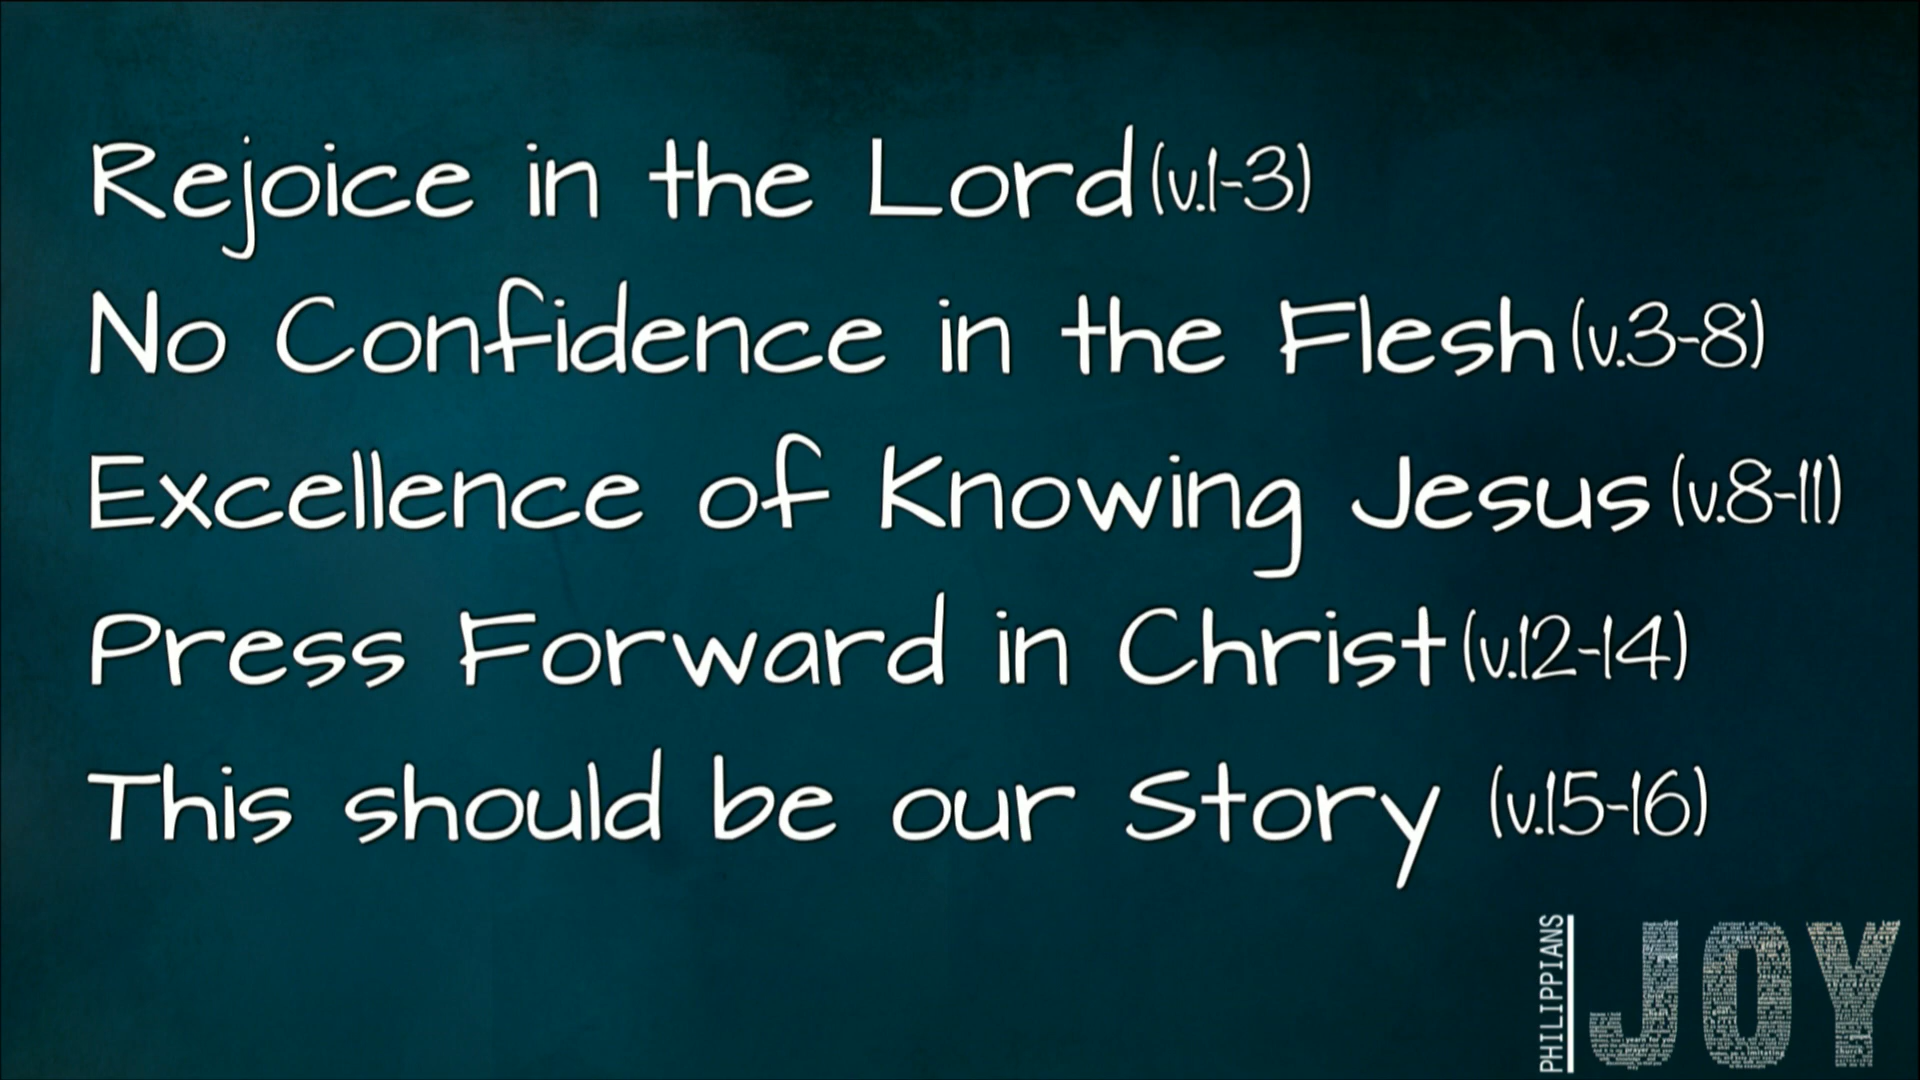 Rejoice in the Lord (v.1-3)
No Confidence in the Flesh (v.3-8)
Excellence of Knowing Jesus (v.8-11)
Press Forward in Christ (v.12-14)
This should be our Story (v.15-16)
PHILIPPIANS
JOY